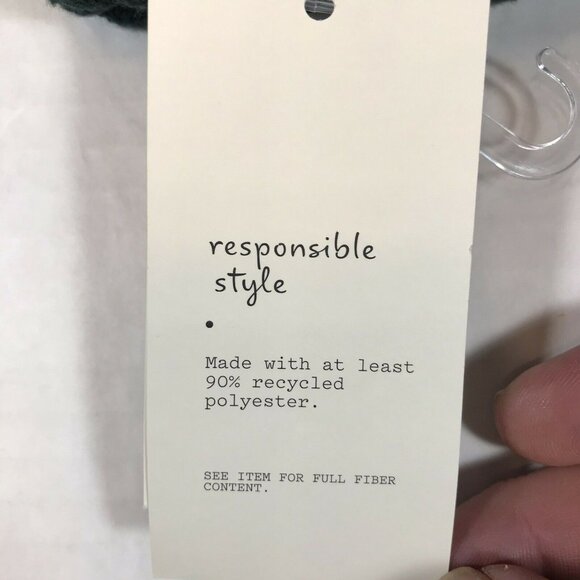 responsible
style
•
Made with at least
90% recycled
polyester.
SEE ITEM FOR FULL FIBER
CONTENT.